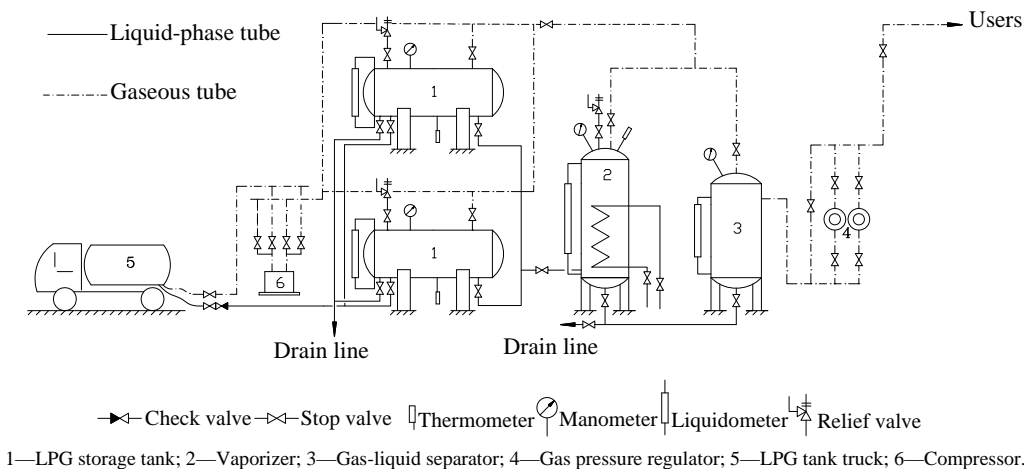 Liquid-phase tube
Gaseous tube
Users
1
2
3
4
1
5
6
Drain line
Drain line
Check valve
Stop valve
Thermometer
Manometer
Liquidometer
Relief valve
1—LPG storage tank; 2—Vaporizer; 3—Gas-liquid separator; 4—Gas pressure regulator; 5—LPG tank truck; 6—Compressor.